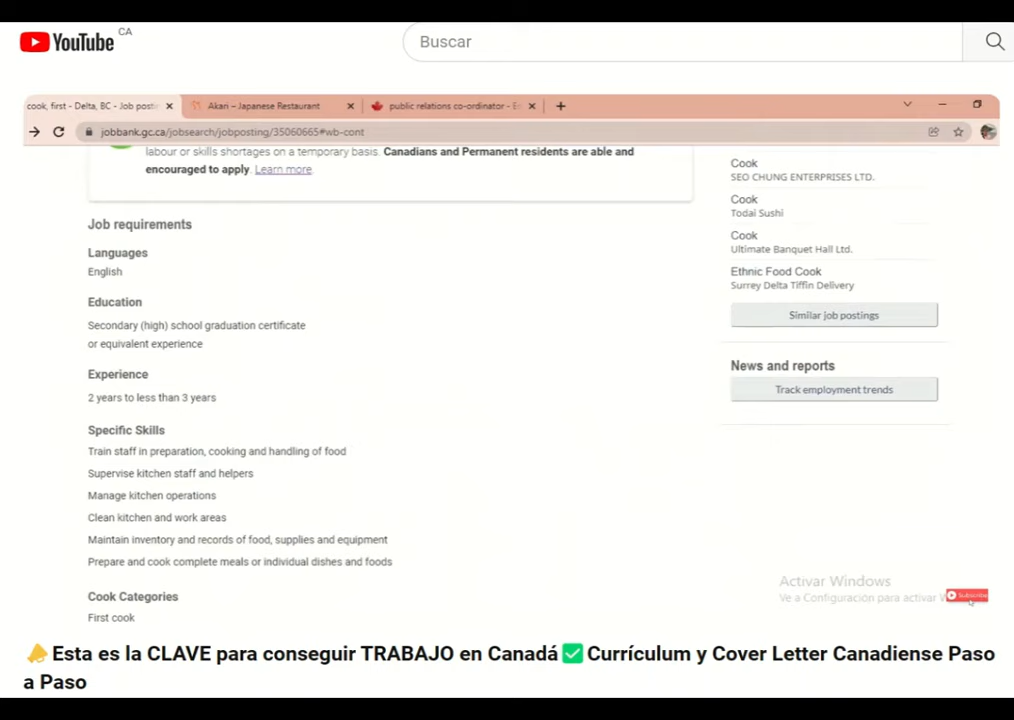 YouTube CA
Buscar
cook, first - Delta, BC - Job posti
Akari – Japanese Restaurant
public relations co-ordinator - E
jobbank.gc.ca/jobsearch/jobposting/35060665#wb-cont
labour or skills shortages on a temporary basis. Canadians and Permanent residents are able and
encouraged to apply. Learn more.
Job requirements
Languages
English
Education
Secondary (high) school graduation certificate
or equivalent experience
Experience
2 years to less than 3 years
Specific Skills
Train staff in preparation, cooking and handling of food
Supervise kitchen staff and helpers
Manage kitchen operations
Clean kitchen and work areas
Maintain inventory and records of food, supplies and equipment
Prepare and cook complete meals or individual dishes and foods
Cook Categories
First cook
Cook
SEO CHUNG ENTERPRISES LTD.
Cook
Todai Sushi
Cook
Ultimate Banquet Hall Ltd.
Ethnic Food Cook
Surrey Delta Tiffin Delivery
Similar job postings
News and reports
Track employment trends
Activar Windows
Ve a Configuración para activar W
Subscribe
Esta es la CLAVE para conseguir TRABAJO en Canadá ✅ Currículum y Cover Letter Canadiense Paso
a Paso